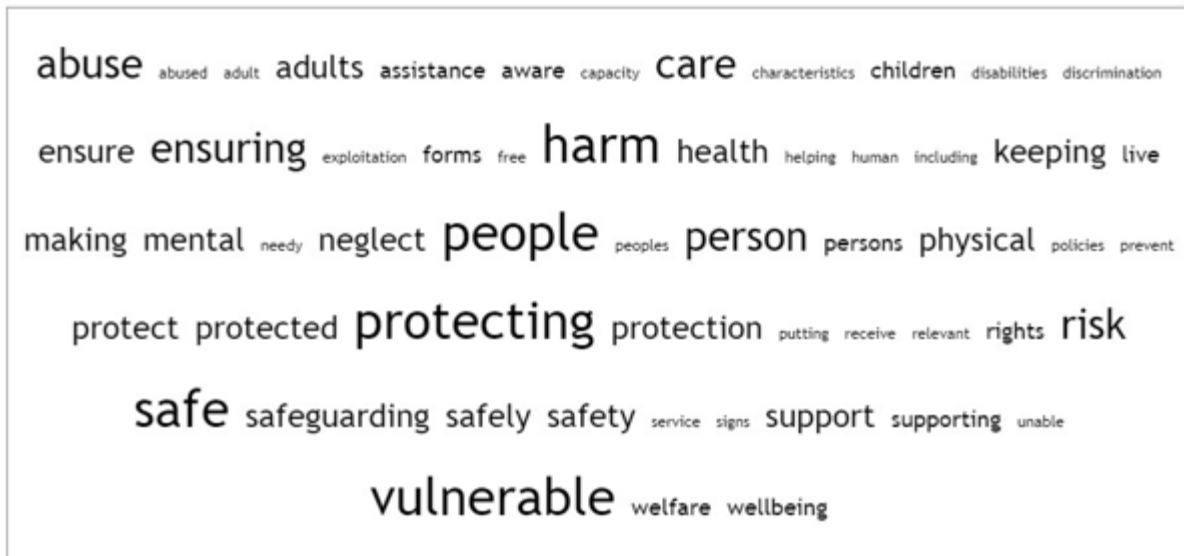 abuse abused adult adults assistance aware capacity care characteristics children disabilities discrimination
ensure ensuring exploitation forms free harm health helping human including keeping live
making mental needy neglect people peoples person persons physical policies prevent
protect protected protecting protection putting receive relevant rights risk
safe safeguarding safely safety service signs support supporting unable
vulnerable welfare wellbeing